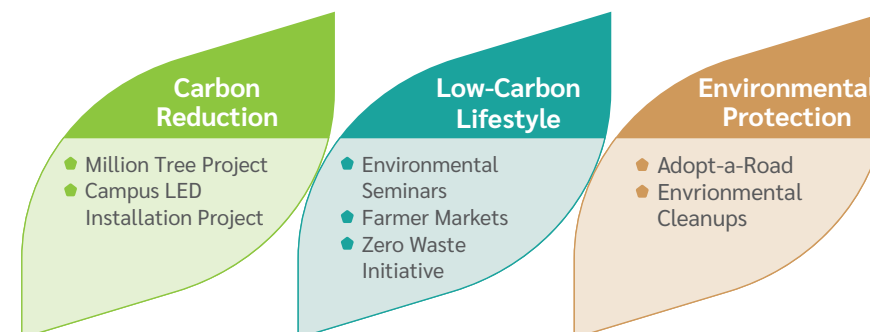 Carbon
Reduction
Million Tree Project
Campus LED
Installation Project
Low-Carbon
Lifestyle
Environmental
Seminars
Farmer Markets
Zero Waste
Initiative
Environmental
Protection
Adopt-a-Road
Envrionmental
Cleanups